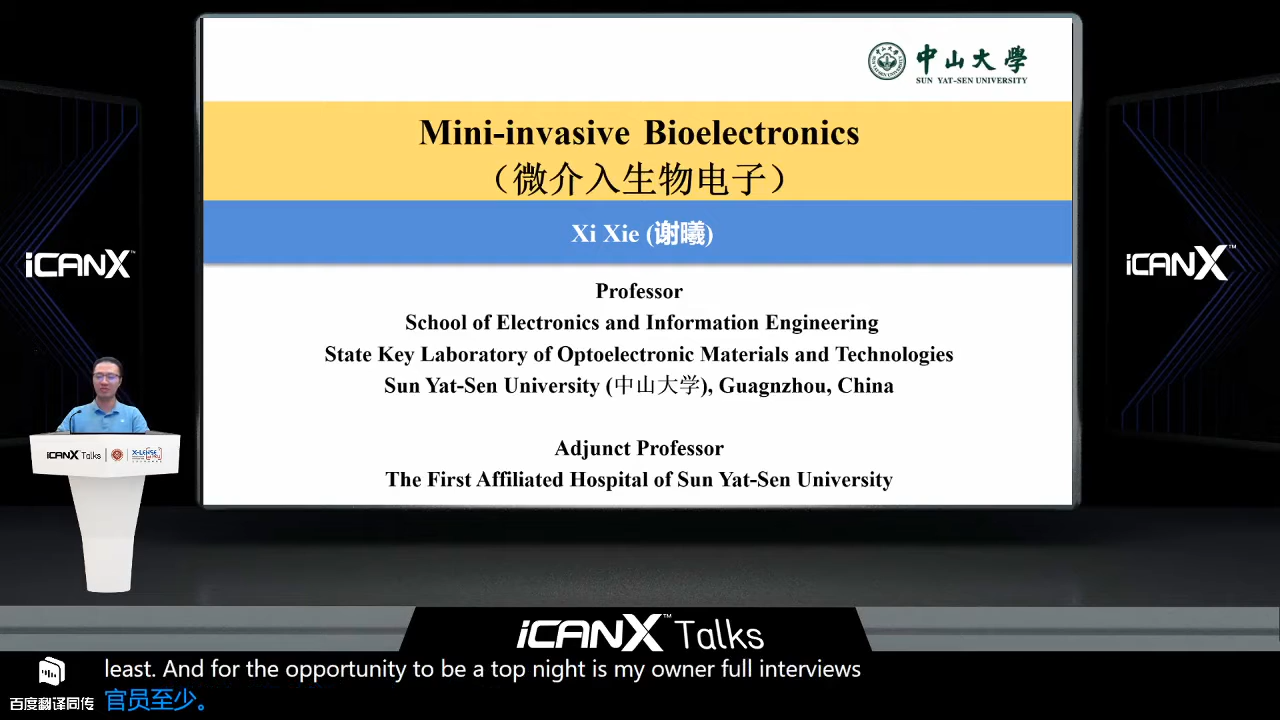 中山大學
SUN YAT-SEN UNIVERSITY
Mini-invasive Bioelectronics
（微介入生物电子）
Xi Xie (谢曦)
Professor
School of Electronics and Information Engineering
State Key Laboratory of Optoelectronic Materials and Technologies
Sun Yat-Sen University (中山大学), Guagnzhou, China
Adjunct Professor
The First Affiliated Hospital of Sun Yat-Sen University
iCANX™
iCANX™
iCANX Talks
X-LENSE
iCANX™ Talks
least. And for the opportunity to be a top night is my owner full interviews
百度翻译同传
官员至少。